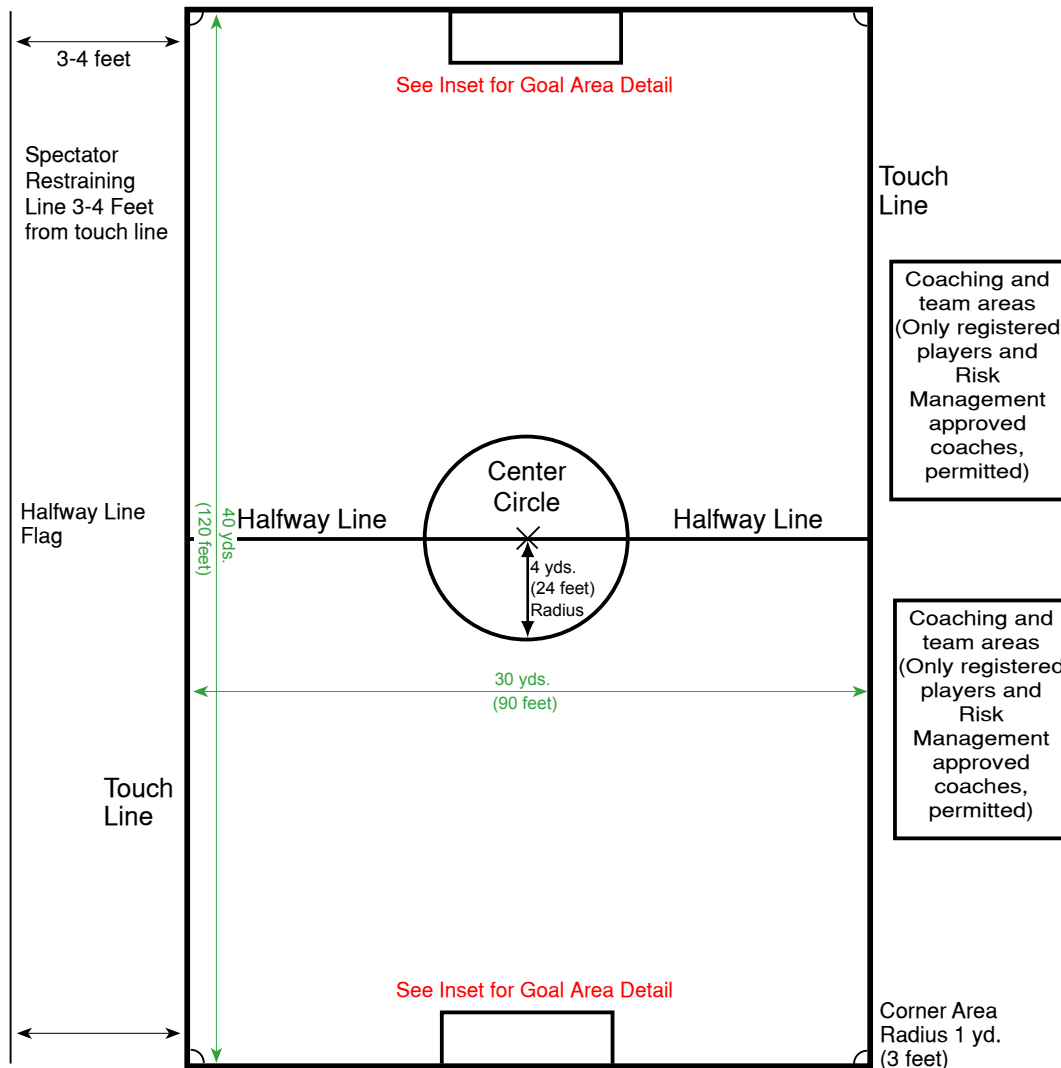 3-4 feet
See Inset for Goal Area Detail
Spectator
Restraining
Line 3-4 Feet
from touch line
Touch
Line
Coaching and
team areas
(Only registered
players and
Risk
Management
approved
coaches,
permitted)
Center
Circle
Halfway Line
Flag
40 yds.
(120 feet)
Halfway Line
Halfway Line
4 yds.
(24 feet)
Radius
Coaching and
team areas
(Only registered
players and
Risk
Management
approved
coaches,
permitted)
30 yds.
(90 feet)
Touch
Line
See Inset for Goal Area Detail
Corner Area
Radius 1 yd.
(3 feet)